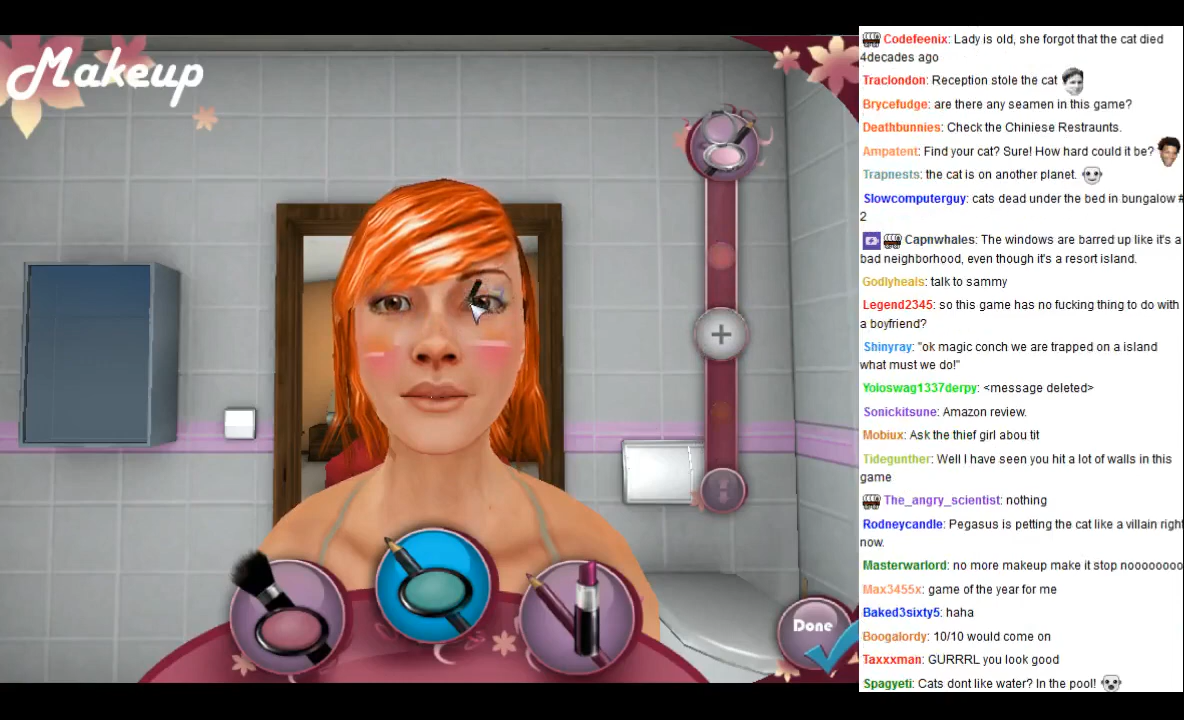 Makeup
Done
Codefeenix: Lady is old, she forgot that the cat died
4decades ago
Traclondon: Reception stole the cat
Brycefudge: are there any seamen in this game?
Deathbunnies: Check the Chiniese Restraunts.
Ampatent: Find your cat? Sure! How hard could it be?
Trapnests: the cat is on another planet.
Slowcomputerguy: cats dead under the bed in bungalow #
2
Capnwhales: The windows are barred up like it's a
bad neighborhood, even though it's a resort island.
Godlyheals: talk to sammy
Legend2345: so this game has no fucking thing to do with
a boyfriend?
Shinyray: "ok magic conch we are trapped on a island
what must we do!"
Yoloswag1337derpy: <message deleted>
Sonickitsune: Amazon review.
Mobiux: Ask the thief girl abou tit
Tidegunther: Well I have seen you hit a lot of walls in this
game
The_angry_scientist: nothing
Rodneycandle: Pegasus is petting the cat like a villain right
now.
Masterwarlord: no more makeup make it stop noooooooo
Max3455x: game of the year for me
Baked3sixty5: haha
Boogalordy: 10/10 would come on
Taxxxman: GURRRL you look good
Spagyeti: Cats dont like water? In the pool!